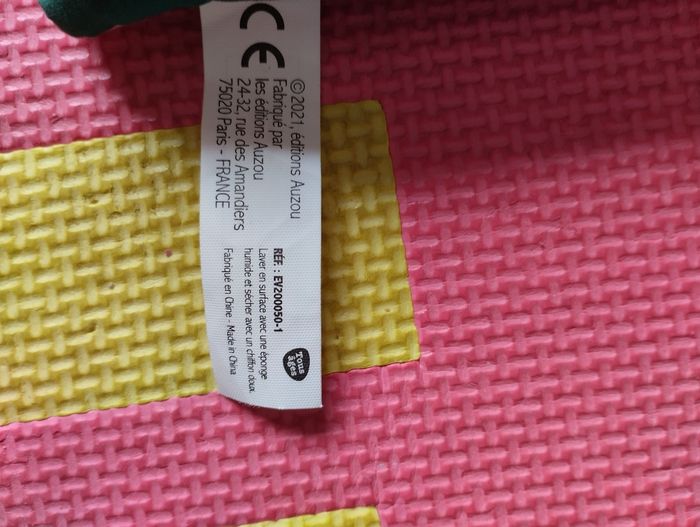 CE
© 2021, éditions Auzou
Fabriqué par
les éditions Auzou
24-32, rue des Amandiers
75020 Paris - FRANCE
RÉF. : EV200050-1
Laver en surface avec une éponge
humide et sécher avec un chiffon doux.
Fabriqué en Chine - Made in China
Tous
âges